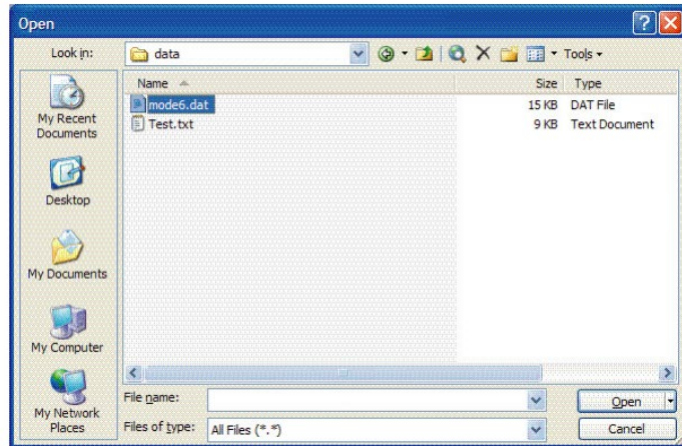 Open
Look in: data Tools
Name Size Type
mode6.dat 15 KB DAT File
Test.txt 9 KB Text Document
My Recent
Documents
Desktop
My Documents
My Computer
My Network
Places
File name: Open
Files of type: All Files (*.*) Cancel